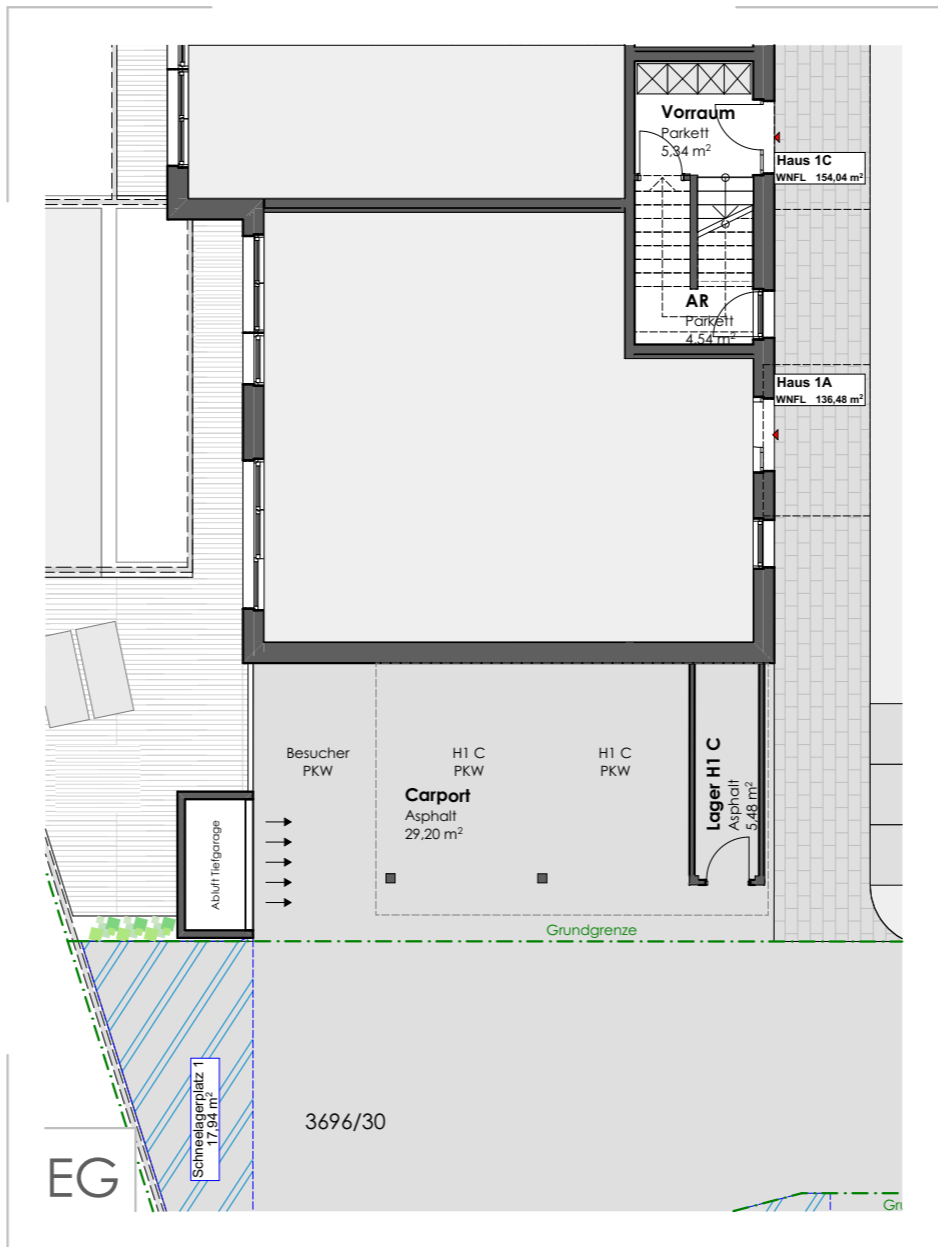 Vorraum
Parkett
5,34 m²
Haus 1C
WNFL 154,04 m²
AR
Parkett
4,54 m²
Haus 1A
WNFL 136,48 m²
Besucher
PKW
H1 C
PKW
H1 C
PKW
Carport
Asphalt
29,20 m²
Lager H1 C
Asphalt
5,48 m²
Abluft Tiefgarage
Grundgrenze
Schneelagerplatz 1
17,94 m²
3696/30
EG
Gru